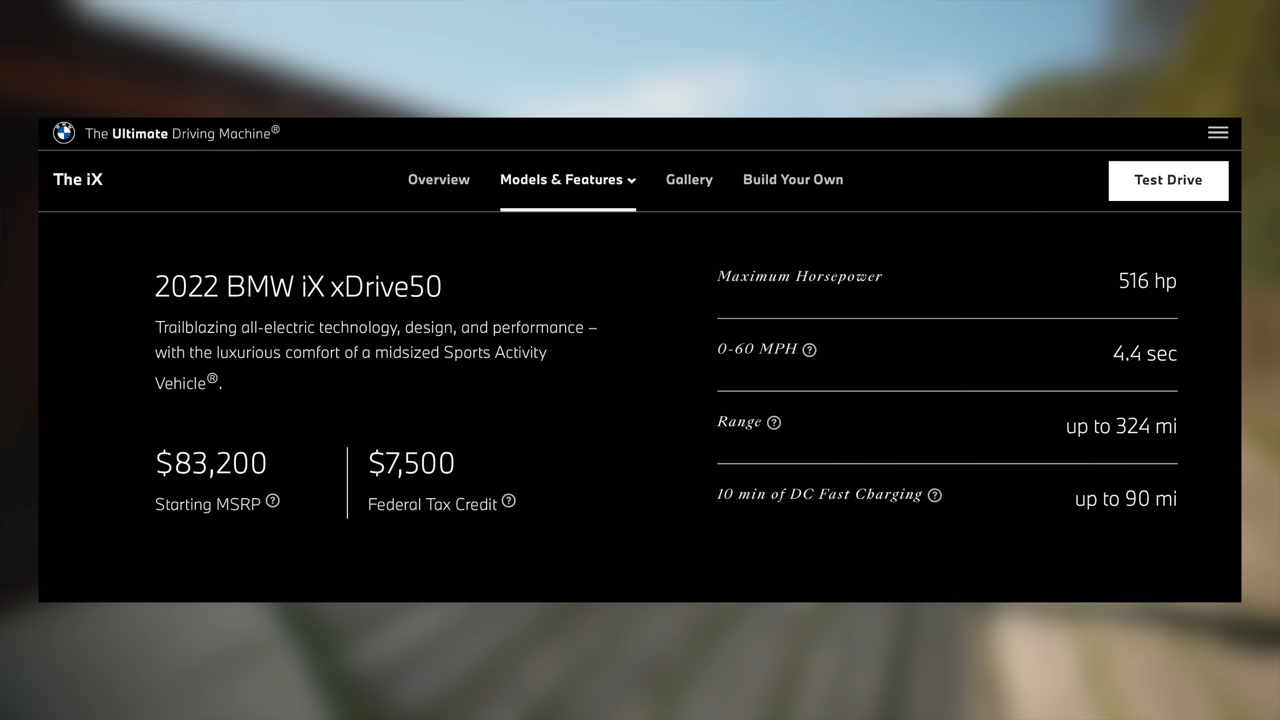 The Ultimate Driving Machine®
The iX
Overview
Models & Features
Gallery
Build Your Own
Test Drive
2022 BMW iX xDrive50
Trailblazing all-electric technology, design, and performance –
with the luxurious comfort of a midsized Sports Activity
Vehicle®.
$83,200
Starting MSRP ?
$7,500
Federal Tax Credit ?
Maximum Horsepower
516 hp
0-60 MPH ?
4.4 sec
Range ?
up to 324 mi
10 min of DC Fast Charging ?
up to 90 mi